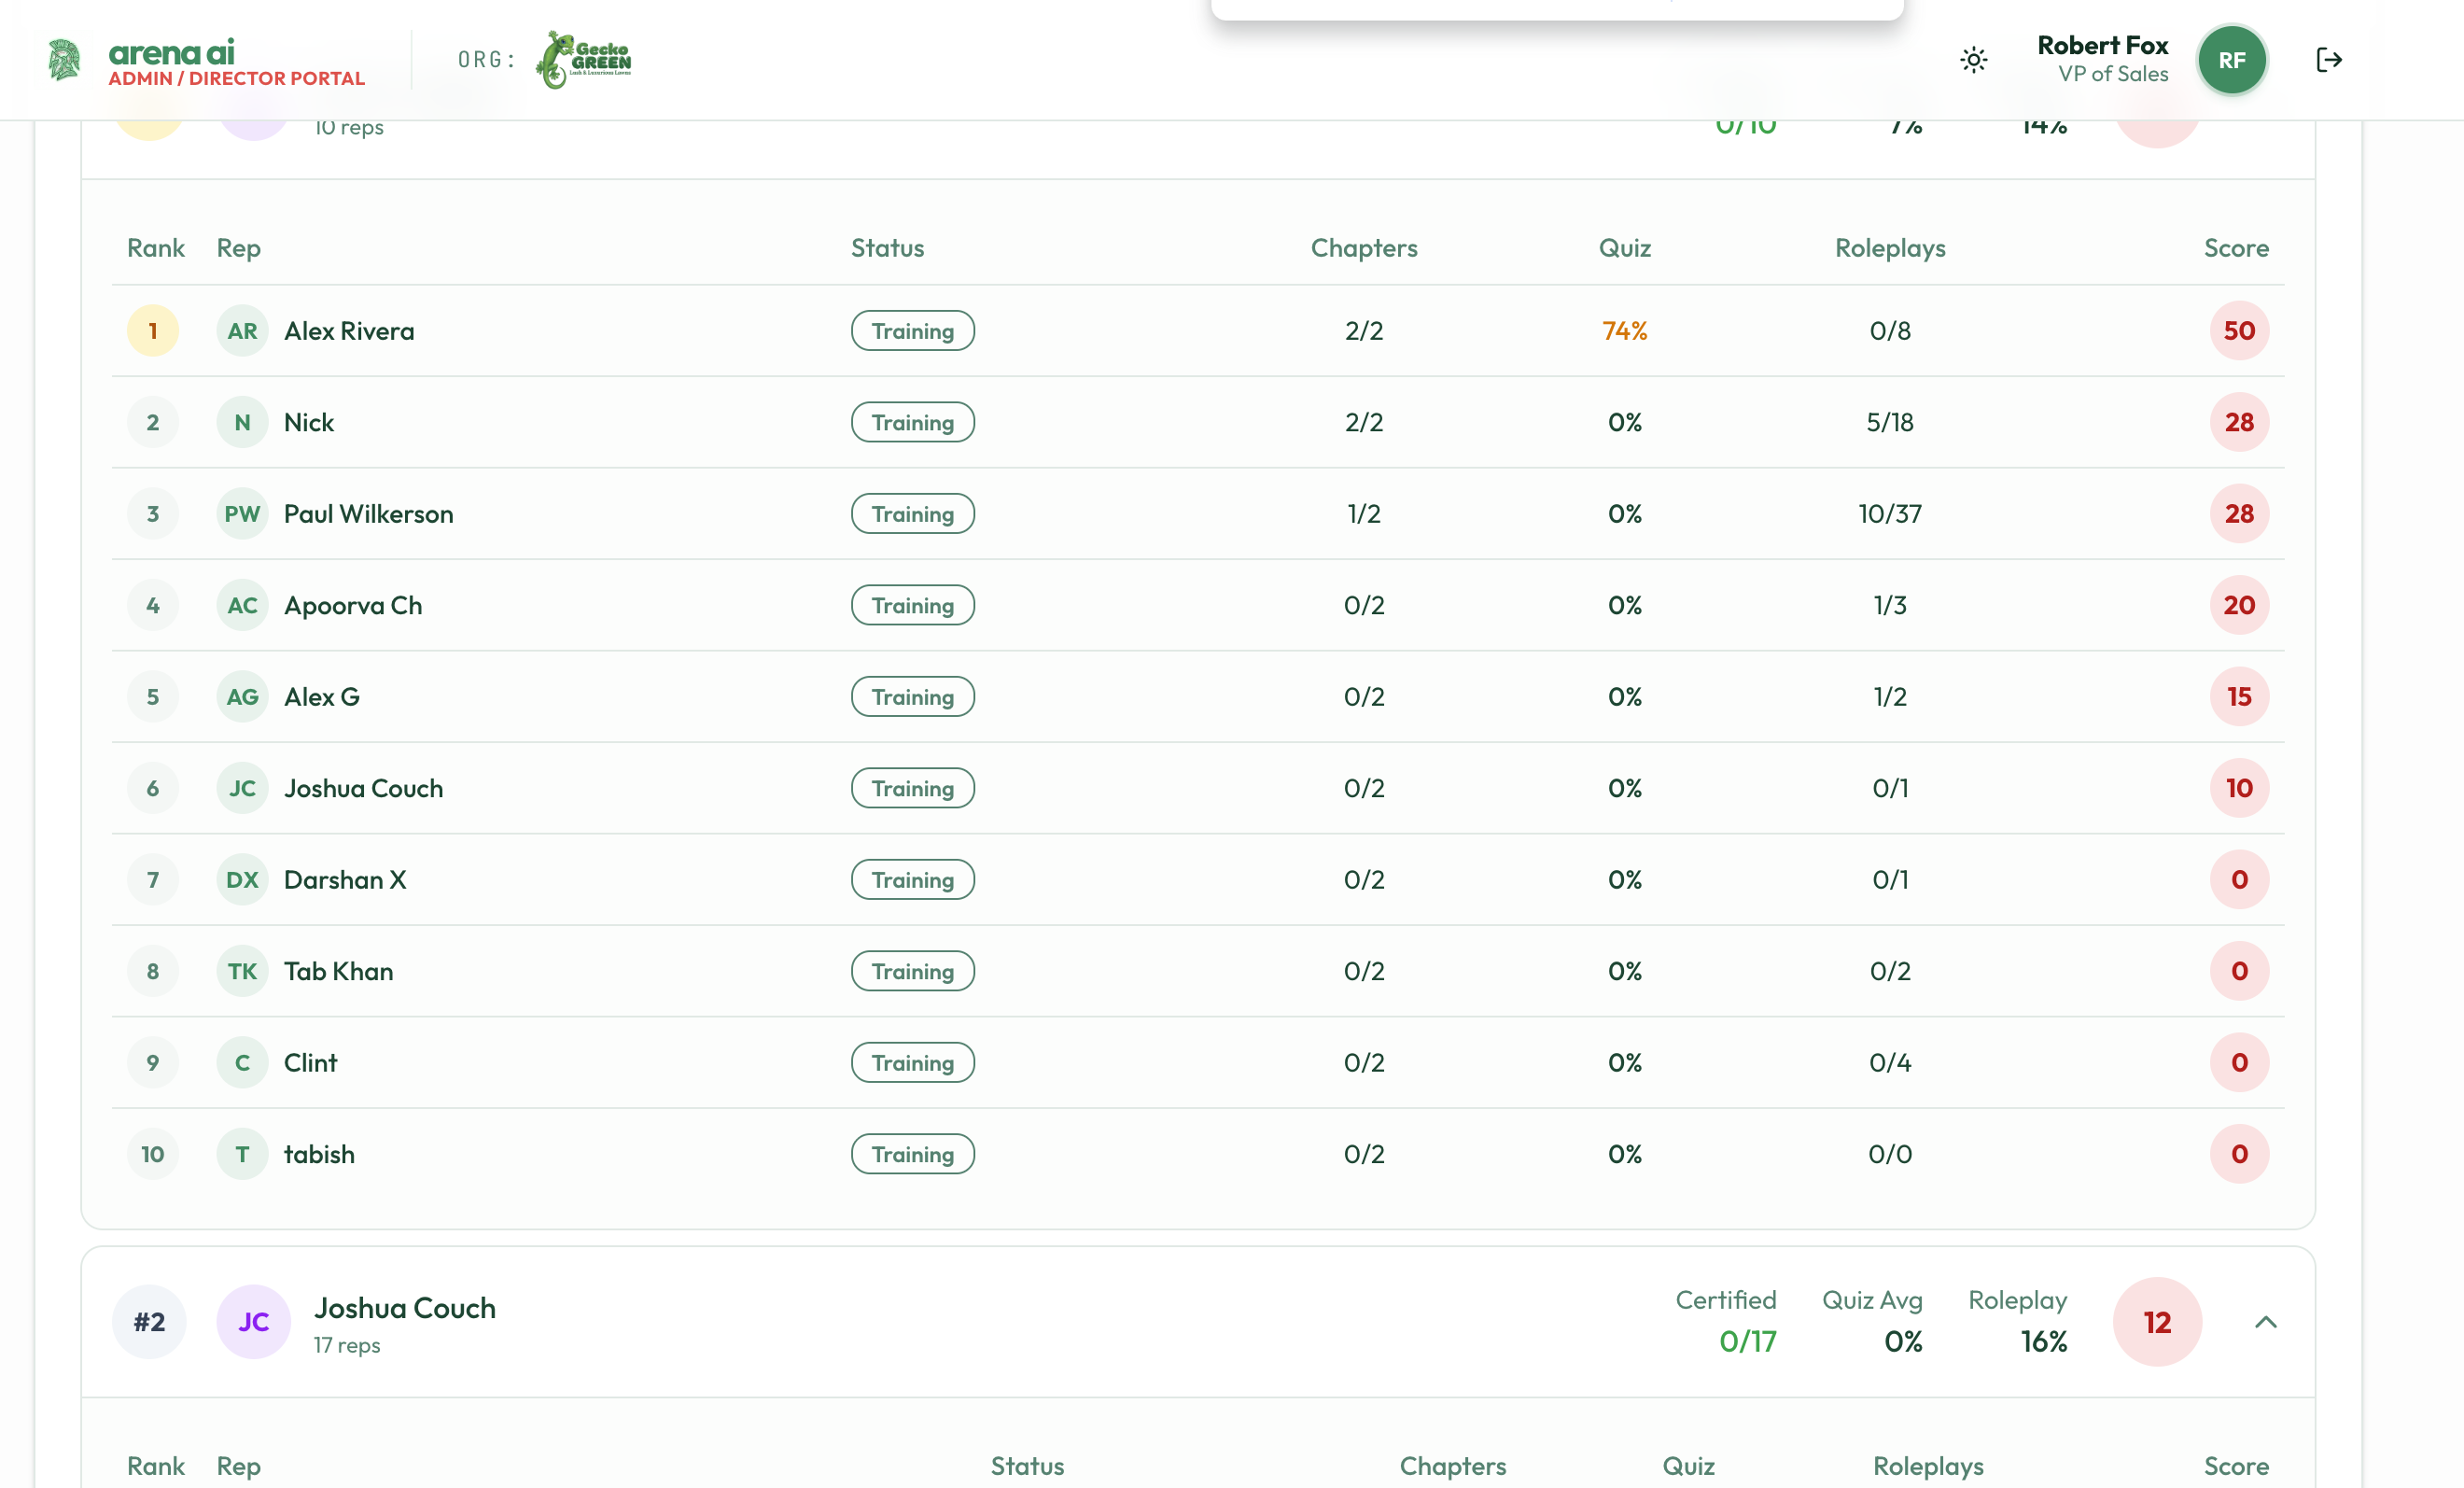 arena ai
ADMIN / DIRECTOR PORTAL
ORG:
Gecko
GREEN
Lush & Luxurious Lawns
Robert Fox
VP of Sales
RF
10 reps
0/10
7%
14%
Rank Rep Status Chapters Quiz Roleplays Score
1 AR Alex Rivera Training 2/2 74% 0/8 50
2 N Nick Training 2/2 0% 5/18 28
3 PW Paul Wilkerson Training 1/2 0% 10/37 28
4 AC Apoorva Ch Training 0/2 0% 1/3 20
5 AG Alex G Training 0/2 0% 1/2 15
6 JC Joshua Couch Training 0/2 0% 0/1 10
7 DX Darshan X Training 0/2 0% 0/1 0
8 TK Tab Khan Training 0/2 0% 0/2 0
9 C Clint Training 0/2 0% 0/4 0
10 T tabish Training 0/2 0% 0/0 0
#2 JC Joshua Couch
17 reps
Certified Quiz Avg Roleplay
0/17 0% 16%
12
Rank Rep Status Chapters Quiz Roleplays Score